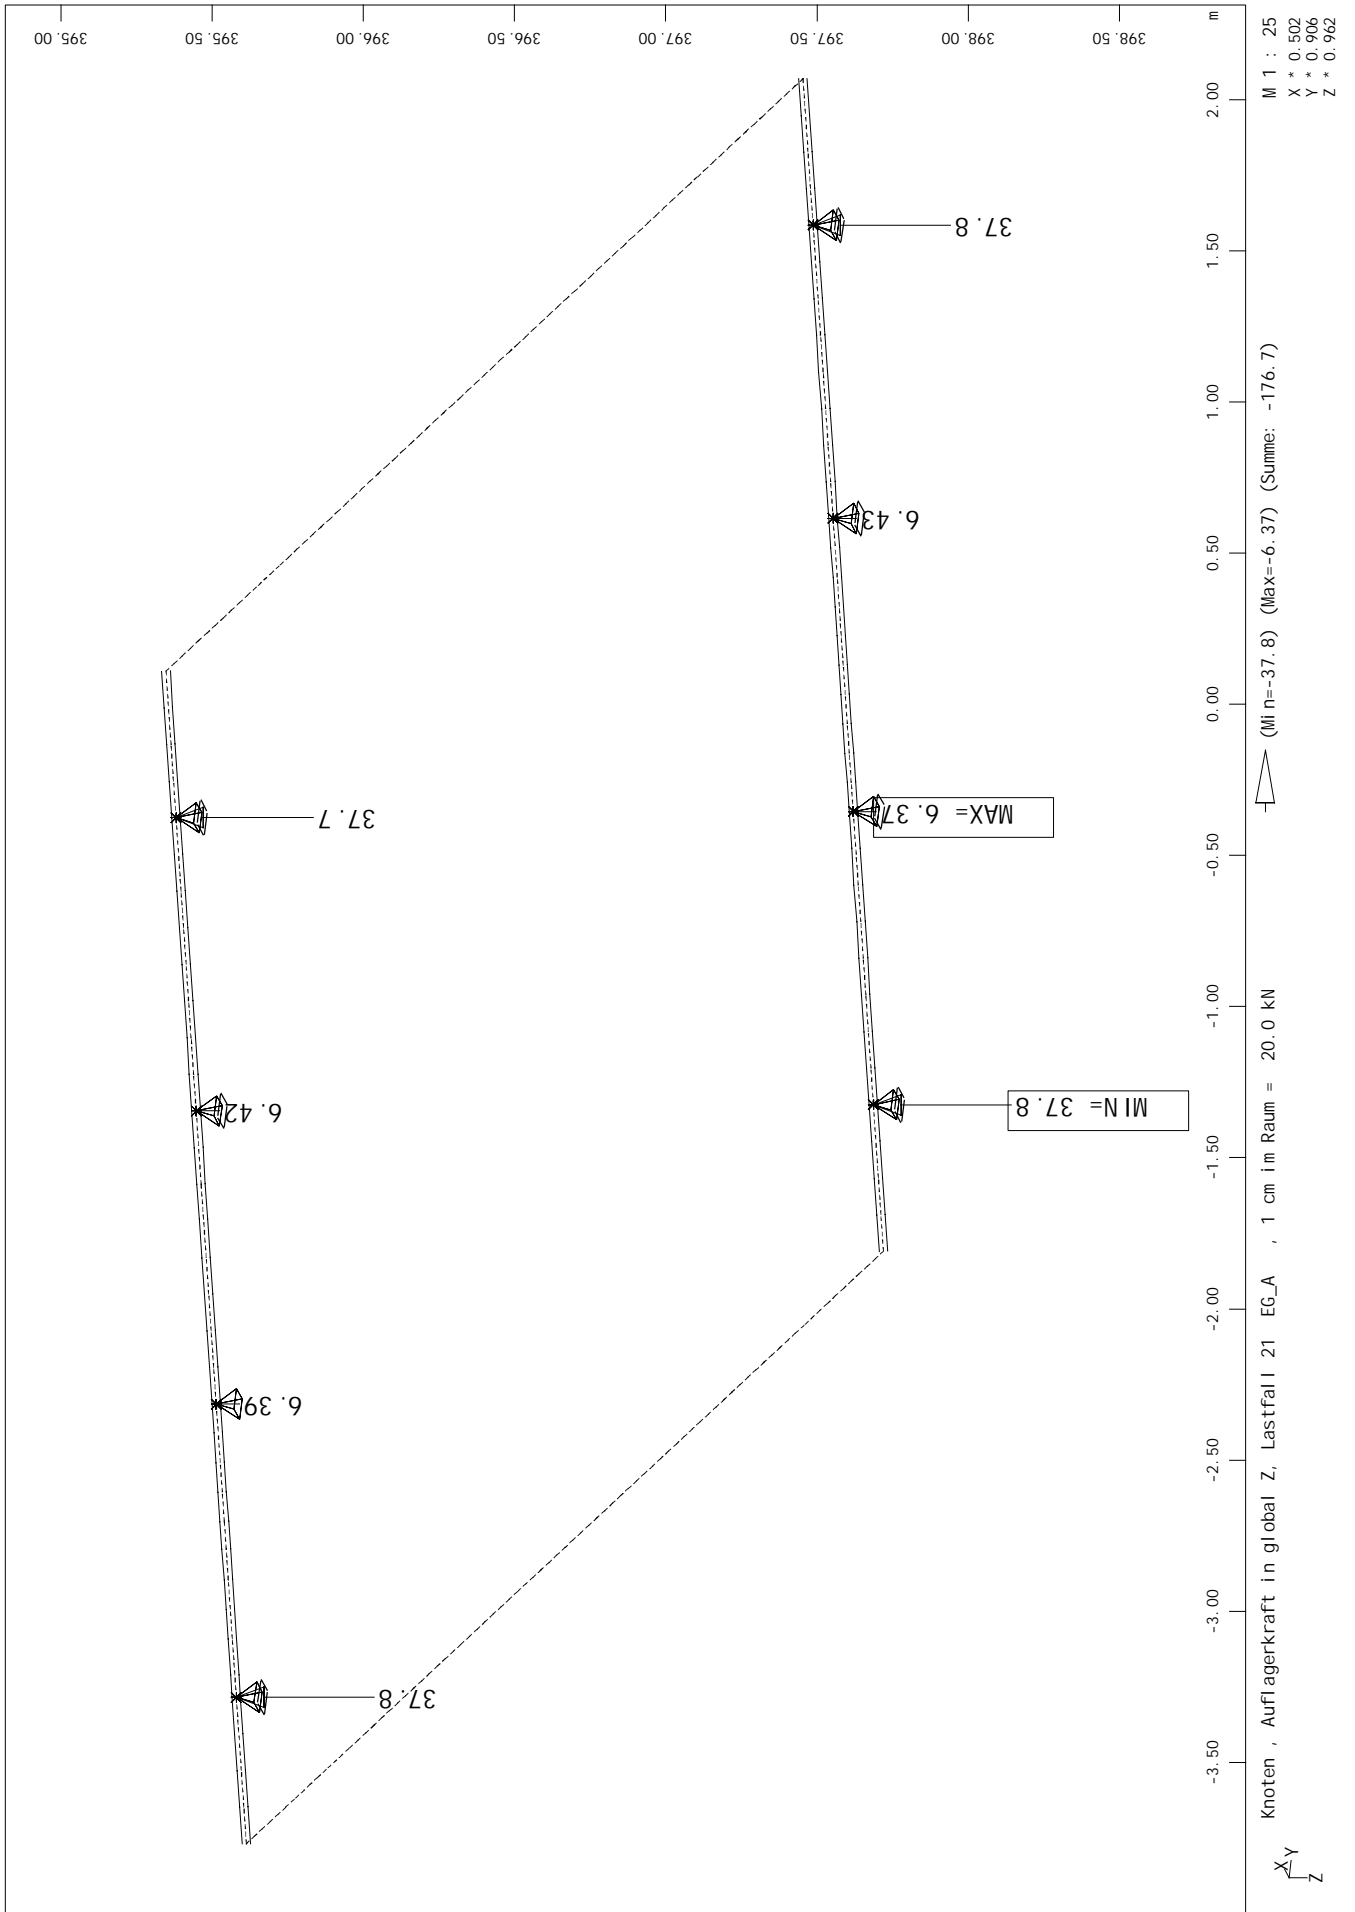 395.00
395.50
396.00
396.50
397.00
397.50
398.00
398.50
m
2.00
1.50
1.00
0.50
0.00
-0.50
-1.00
-1.50
-2.00
-2.50
-3.00
-3.50
37.8
6.43
MAX= 6.37
MIN= 37.8
37.7
6.42
6.39
37.8
Knoten , Auflagerkraft in global Z, Lastfall 21 EG_A , 1 cm im Raum = 20.0 kN (Min=-37.8) (Max=-6.37) (Summe: -176.7)
M 1 : 25
X * 0.502
Y * 0.906
Z * 0.962
X
Y
Z